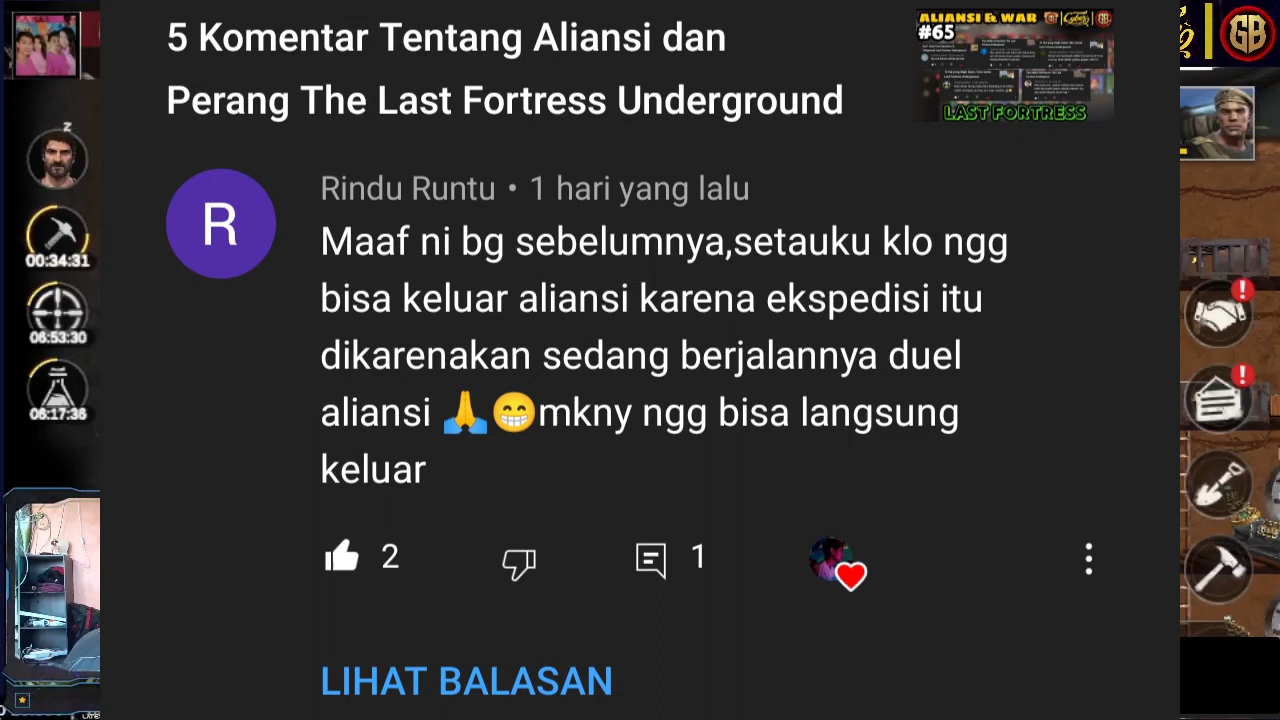 5 Komentar Tentang Aliansi dan
Perang The Last Fortress Underground
ALIANSI & WAR
#65
LAST FORTRESS
GB
Z
00:34:31
06:53:30
06:17:36
R
Rindu Runtu • 1 hari yang lalu
Maaf ni bg sebelumnya,setauku klo ngg
bisa keluar aliansi karena ekspedisi itu
dikarenakan sedang berjalannya duel
aliansi 🙏😁mkny ngg bisa langsung
keluar
2
1
LIHAT BALASAN